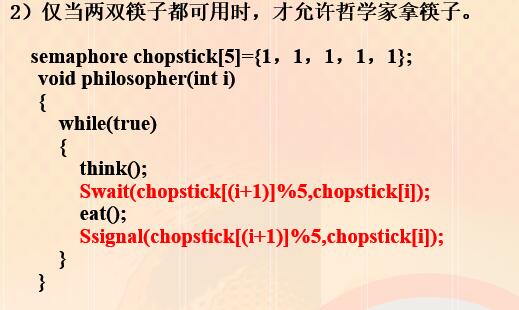 2）仅当两双筷子都可用时，才允许哲学家拿筷子。
semaphore chopstick[5]={1，1，1，1，1};
void philosopher(int i)
{
while(true)
{
think();
Swait(chopstick[(i+1)]%5,chopstick[i]);
eat();
Ssignal(chopstick[(i+1)]%5,chopstick[i]);
}
}